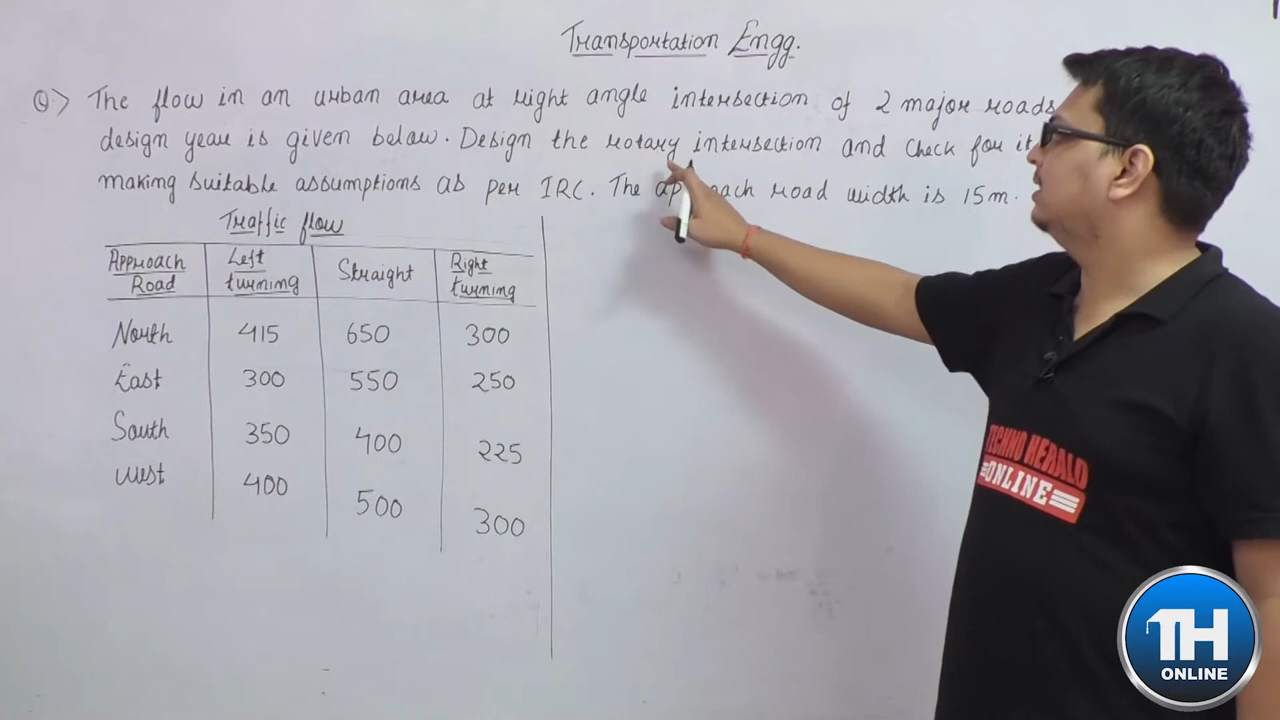 Transportation Engg.
Q.> The flow in an urban area at right angle intersection of 2 major roads
design year is given below. Design the rotary intersection and check for it
making suitable assumptions as per IRC. The approach road width is 15m.
Traffic flow
Approach Road Left turning Straight Right turning
North 415 650 300
East 300 550 250
South 350 400 225
West 400 500 300
TECHNO HERALD
ONLINE
TH
ONLINE